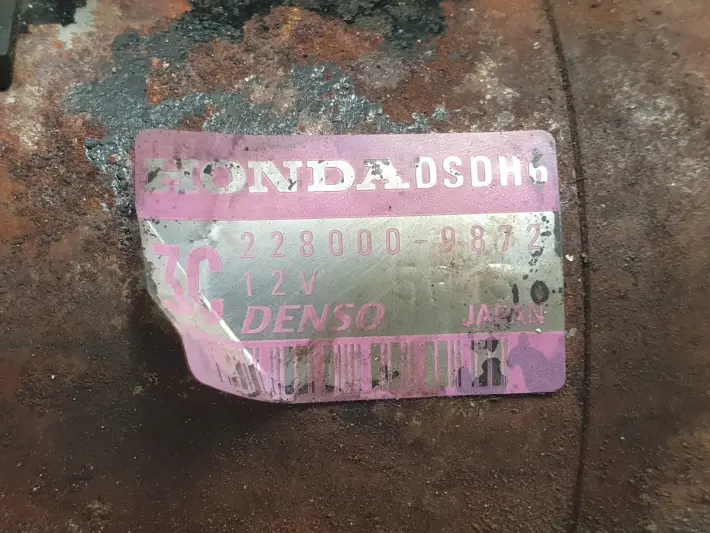 HONDA DSDH6
3C 228000-9872
12V
DENSO JAPAN